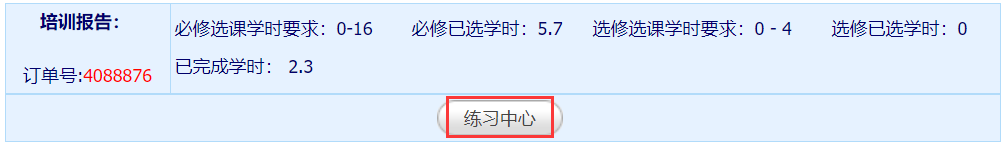 培训报告：
订单号:4088876
必修选课学时要求：0-16 必修已选学时：5.7 选修选课学时要求：0 - 4 选修已选学时：0
已完成学时： 2.3
练习中心